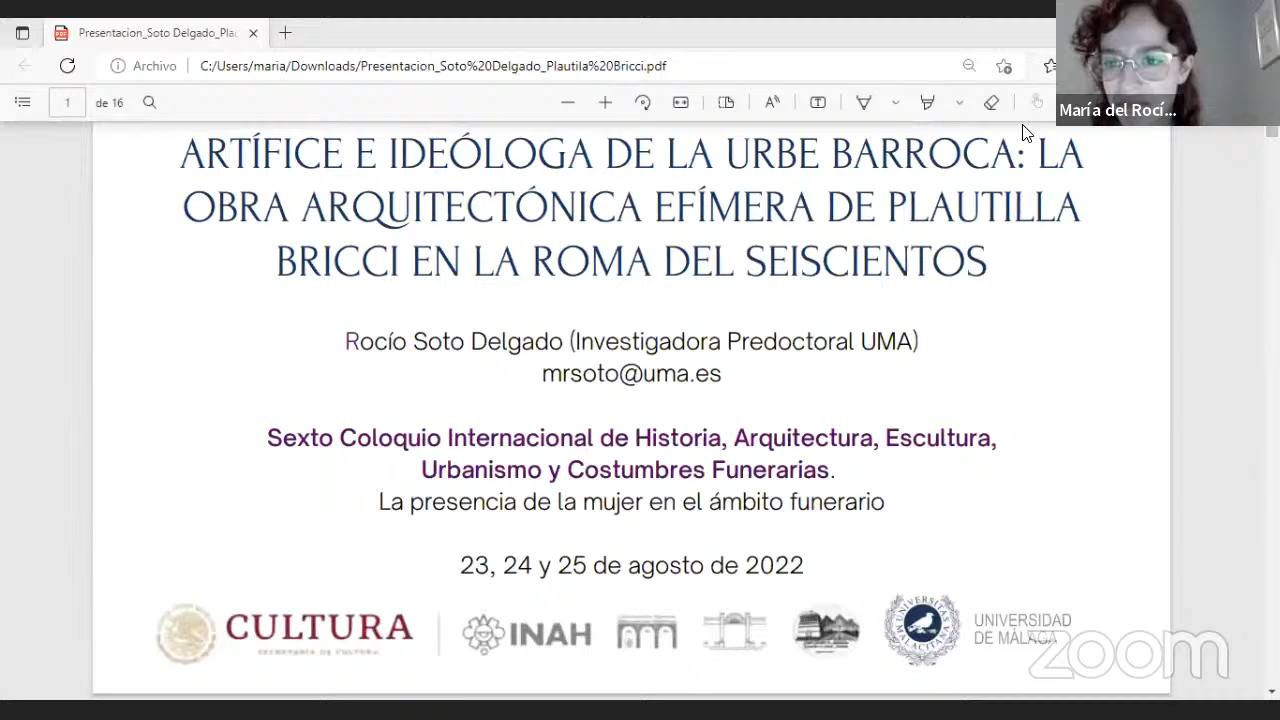 Presentacion_Soto Delgado_Pla
Archivo
C:/Users/maria/Downloads/Presentacion_Soto%20Delgado_Plautila%20Bricci.pdf
1 de 16
María del Rocí...
ARTÍFICE E IDEÓLOGA DE LA URBE BARROCA: LA
OBRA ARQUITECTÓNICA EFÍMERA DE PLAUTILLA
BRICCI EN LA ROMA DEL SEISCIENTOS
Rocío Soto Delgado (Investigadora Predoctoral UMA)
mrsoto@uma.es
Sexto Coloquio Internacional de Historia, Arquitectura, Escultura,
Urbanismo y Costumbres Funerarias.
La presencia de la mujer en el ámbito funerario
23, 24 y 25 de agosto de 2022
CULTURA
SECRETARÍA DE CULTURA
INAH
UNIVERSIDAD
DE MÁLAGA
zoom